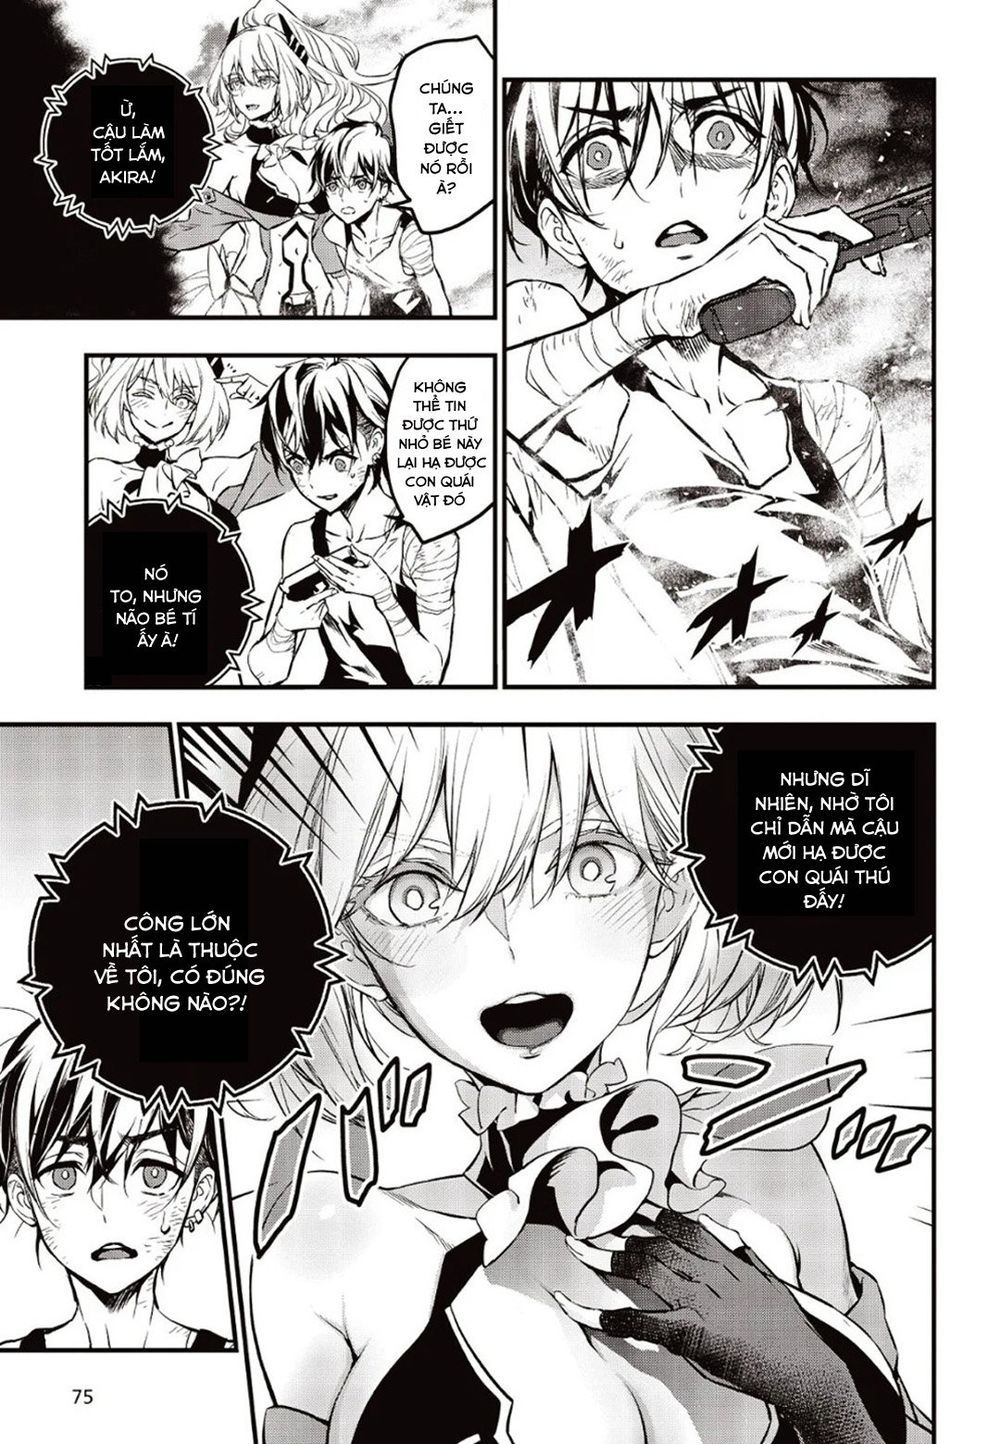 CHÚNG
TA...
GIẾT
ĐƯỢC
NÓ RỒI
À?
Ừ,
CẬU LÀM
TỐT LẮM,
AKIRA!
KHÔNG
THỂ TIN
ĐƯỢC THỨ
NHỎ BÉ NÀY
LẠI HẠ ĐƯỢC
CON QUÁI
VẬT ĐÓ
NÓ
TO, NHƯNG
NÃO BÉ TÍ
ẤY À!
NHƯNG DĨ
NHIÊN, NHỜ TÔI
CHỈ DẪN MÀ CẬU
MỚI HẠ ĐƯỢC
CON QUÁI THÚ
ĐẤY!
CÔNG LỚN
NHẤT LÀ THUỘC
VỀ TÔI, CÓ ĐÚNG
KHÔNG NÀO?!
75